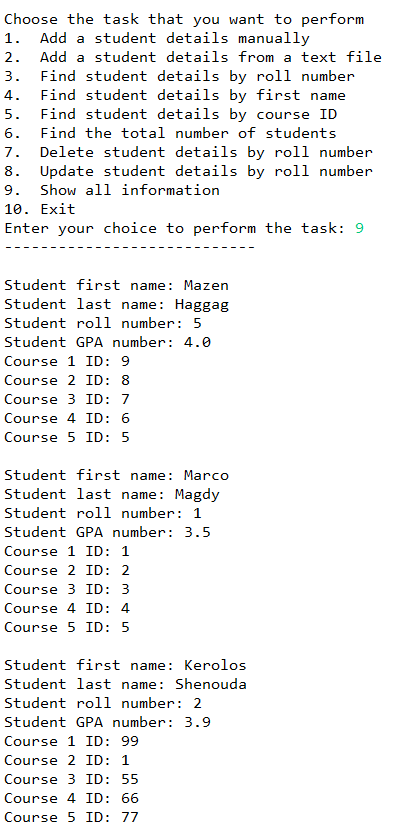 Choose the task that you want to perform
1.  Add a student details manually
2.  Add a student details from a text file
3.  Find student details by roll number
4.  Find student details by first name
5.  Find student details by course ID
6.  Find the total number of students
7.  Delete student details by roll number
8.  Update student details by roll number
9.  Show all information
10. Exit
Enter your choice to perform the task: 9
----------------------------
Student first name: Mazen
Student last name: Haggag
Student roll number: 5
Student GPA number: 4.0
Course 1 ID: 9
Course 2 ID: 8
Course 3 ID: 7
Course 4 ID: 6
Course 5 ID: 5
Student first name: Marco
Student last name: Magdy
Student roll number: 1
Student GPA number: 3.5
Course 1 ID: 1
Course 2 ID: 2
Course 3 ID: 3
Course 4 ID: 4
Course 5 ID: 5
Student first name: Kerolos
Student last name: Shenouda
Student roll number: 2
Student GPA number: 3.9
Course 1 ID: 99
Course 2 ID: 1
Course 3 ID: 55
Course 4 ID: 66
Course 5 ID: 77